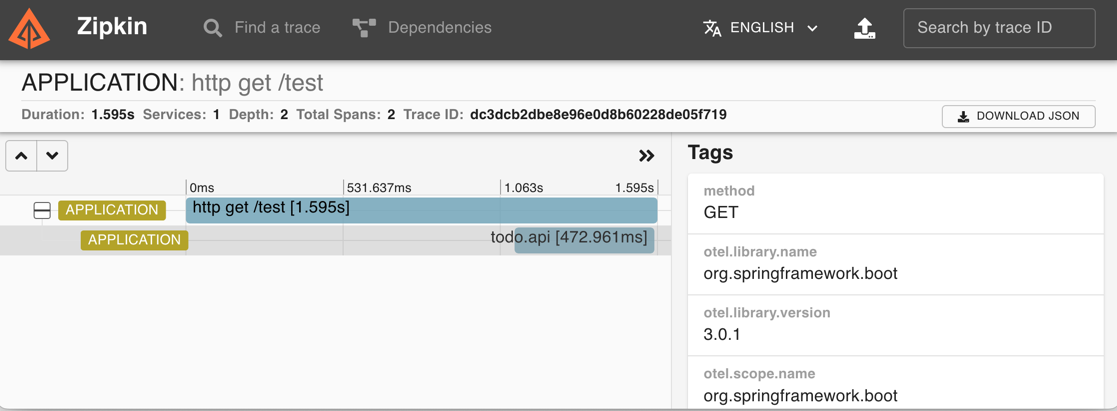 Zipkin Find a trace Dependencies ENGLISH Search by trace ID
APPLICATION: http get /test
Duration: 1.595s Services: 1 Depth: 2 Total Spans: 2 Trace ID: dc3dcb2dbe8e96e0d8b60228de05f719 DOWNLOAD JSON
0ms 531.637ms 1.063s 1.595s
APPLICATION http get /test [1.595s]
APPLICATION todo.api [472.961ms]
Tags
method
GET
otel.library.name
org.springframework.boot
otel.library.version
3.0.1
otel.scope.name
org.springframework.boot